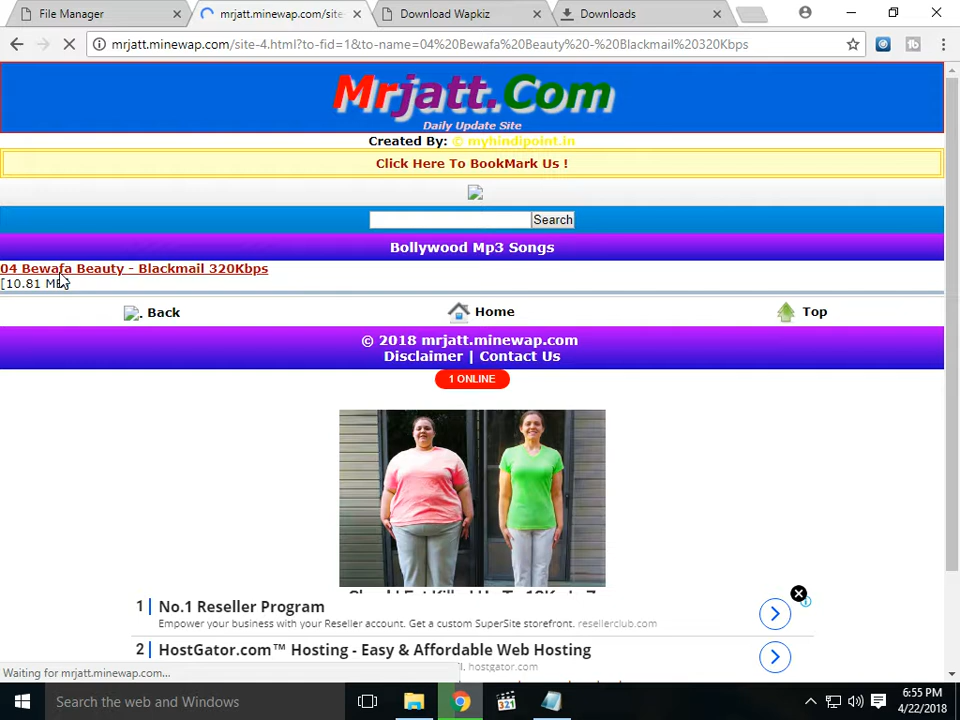 File Manager
mrjatt.minewap.com/site-
Download Wapkiz
Downloads
mrjatt.minewap.com/site-4.html?to-fid=1&to-name=04%20Bewafa%20Beauty%20-%20Blackmail%20320Kbps
Mrjatt.Com
Daily Update Site
Created By: © myhindipoint.in
Click Here To BookMark Us !
Search
Bollywood Mp3 Songs
04 Bewafa Beauty - Blackmail 320Kbps
[10.81
. Back
Home
Top
© 2018 mrjatt.minewap.com
Disclaimer | Contact Us
1 ONLINE
1 No.1 Reseller Program
Empower your business with your Reseller account. Get a custom SuperSite storefront. resellerclub.com
2 HostGator.com™ Hosting - Easy & Affordable Web Hosting
hostgator.com
Waiting for mrjatt.minewap.com...
Search the web and Windows
321
6:55 PM
4/22/2018